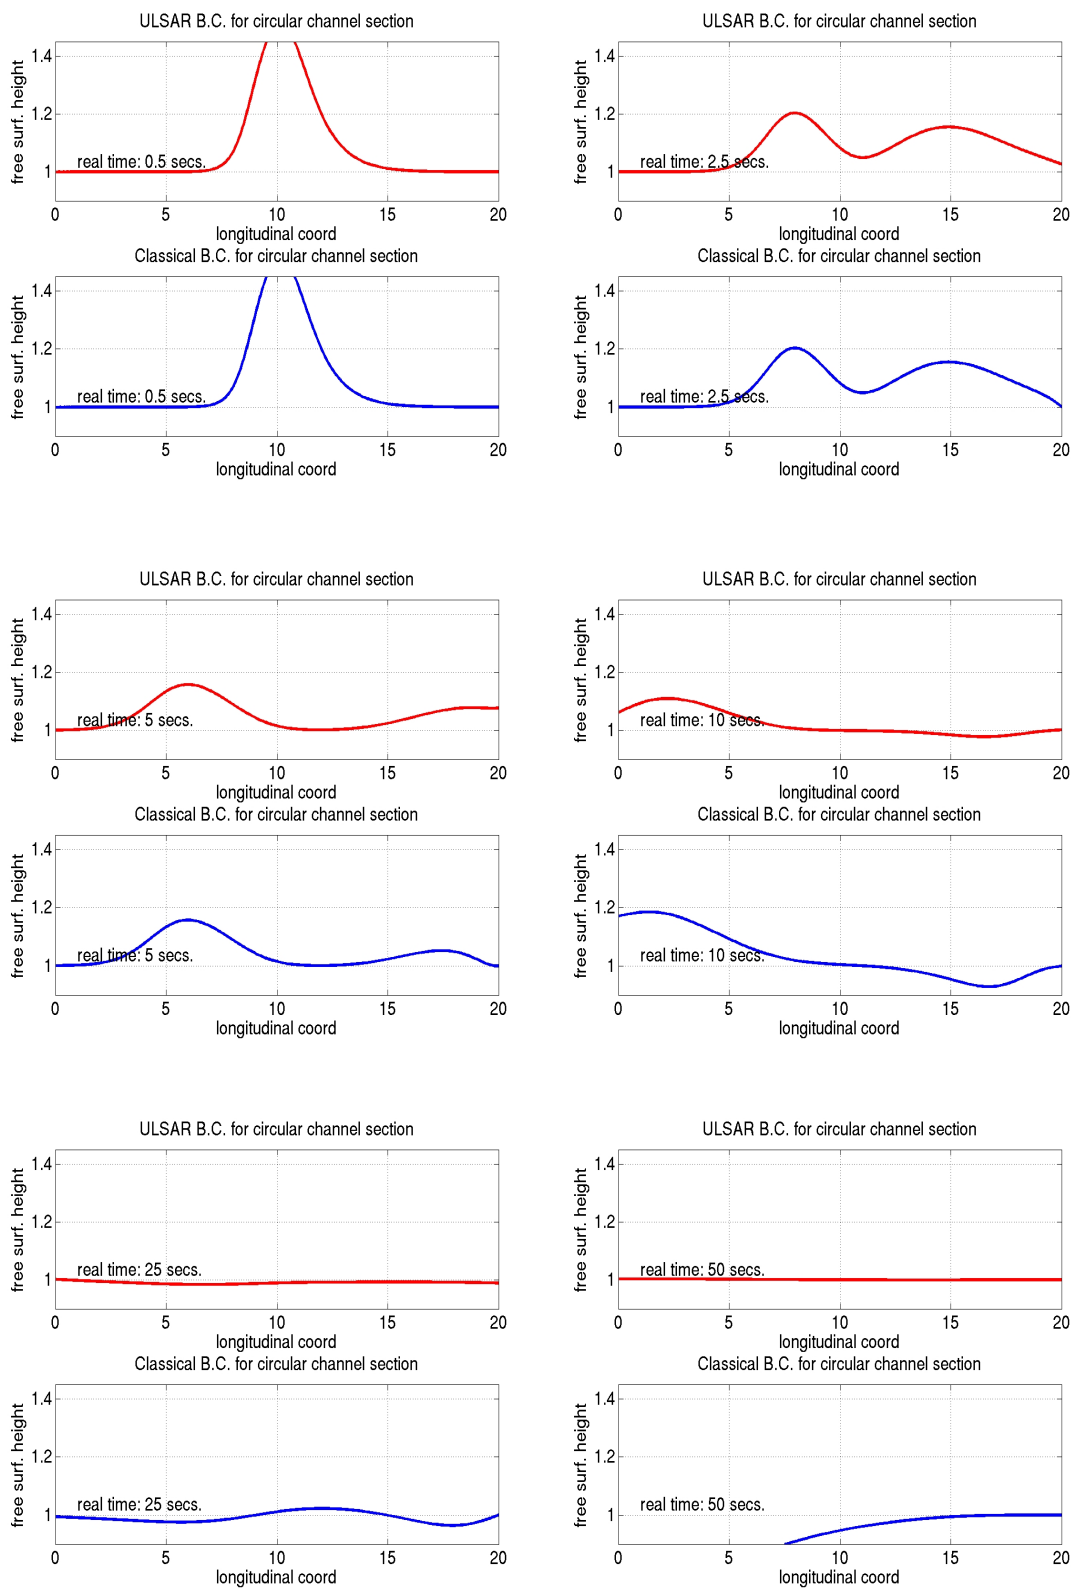 ULSAR B.C. for circular channel section
free surf. height
1.4
1.2
1
real time: 0.5 secs.
0 5 10 15 20
longitudinal coord
Classical B.C. for circular channel section
free surf. height
1.4
1.2
1
real time: 0.5 secs.
0 5 10 15 20
longitudinal coord
ULSAR B.C. for circular channel section
free surf. height
1.4
1.2
1
real time: 2.5 secs.
0 5 10 15 20
longitudinal coord
Classical B.C. for circular channel section
free surf. height
1.4
1.2
1
real time: 2.5 secs.
0 5 10 15 20
longitudinal coord
ULSAR B.C. for circular channel section
free surf. height
1.4
1.2
1
real time: 5 secs.
0 5 10 15 20
longitudinal coord
Classical B.C. for circular channel section
free surf. height
1.4
1.2
1
real time: 5 secs.
0 5 10 15 20
longitudinal coord
ULSAR B.C. for circular channel section
free surf. height
1.4
1.2
1
real time: 10 secs.
0 5 10 15 20
longitudinal coord
Classical B.C. for circular channel section
free surf. height
1.4
1.2
1
real time: 10 secs.
0 5 10 15 20
longitudinal coord
ULSAR B.C. for circular channel section
free surf. height
1.4
1.2
1
real time: 25 secs.
0 5 10 15 20
longitudinal coord
Classical B.C. for circular channel section
free surf. height
1.4
1.2
1
real time: 25 secs.
0 5 10 15 20
longitudinal coord
ULSAR B.C. for circular channel section
free surf. height
1.4
1.2
1
real time: 50 secs.
0 5 10 15 20
longitudinal coord
Classical B.C. for circular channel section
free surf. height
1.4
1.2
1
real time: 50 secs.
0 5 10 15 20
longitudinal coord